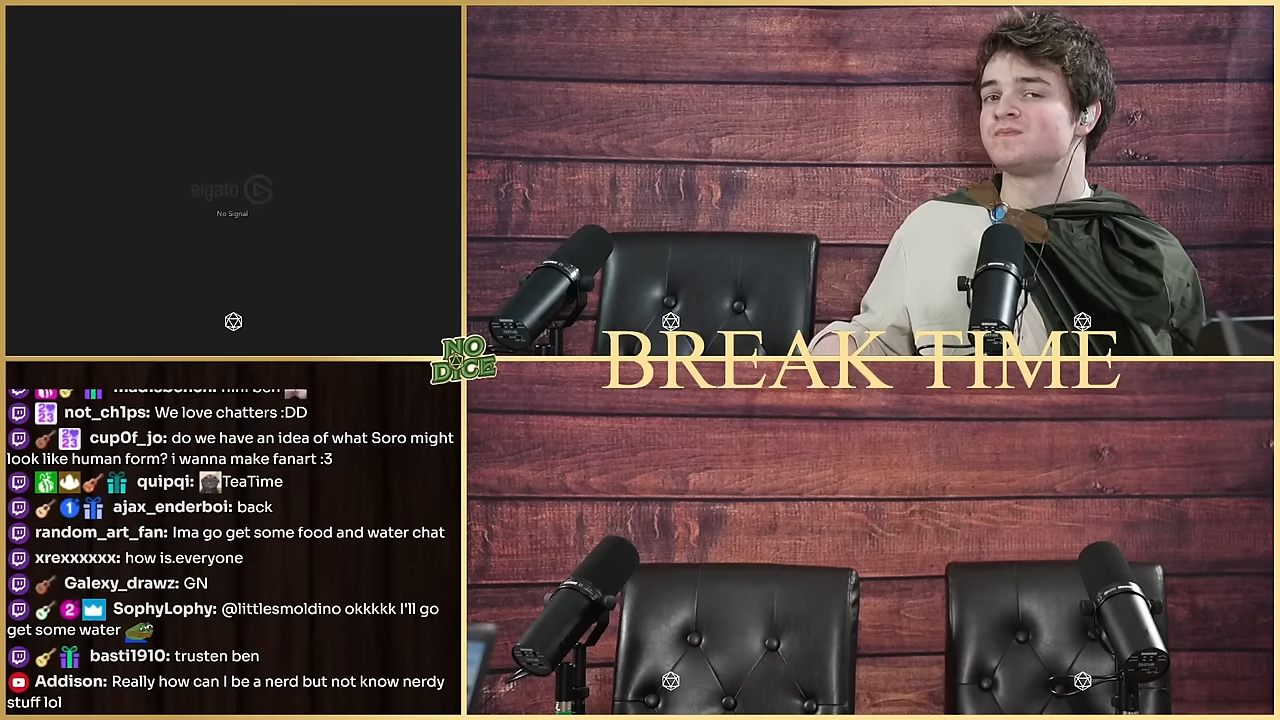 elgato
No Signal
BREAK TIME
NO
DICE
not_ch1ps: We love chatters :DD
cup0f_jo: do we have an idea of what Soro might
look like human form? i wanna make fanart :3
quipqi: TeaTime
ajax_enderboi: back
random_art_fan: Ima go get some food and water chat
xrexxxxxx: how is.everyone
Galexy_drawz: GN
SophyLophy: @littlesmoldino okkkkk I'll go
get some water
basti1910: trusten ben
Addison: Really how can I be a nerd but not know nerdy
stuff lol